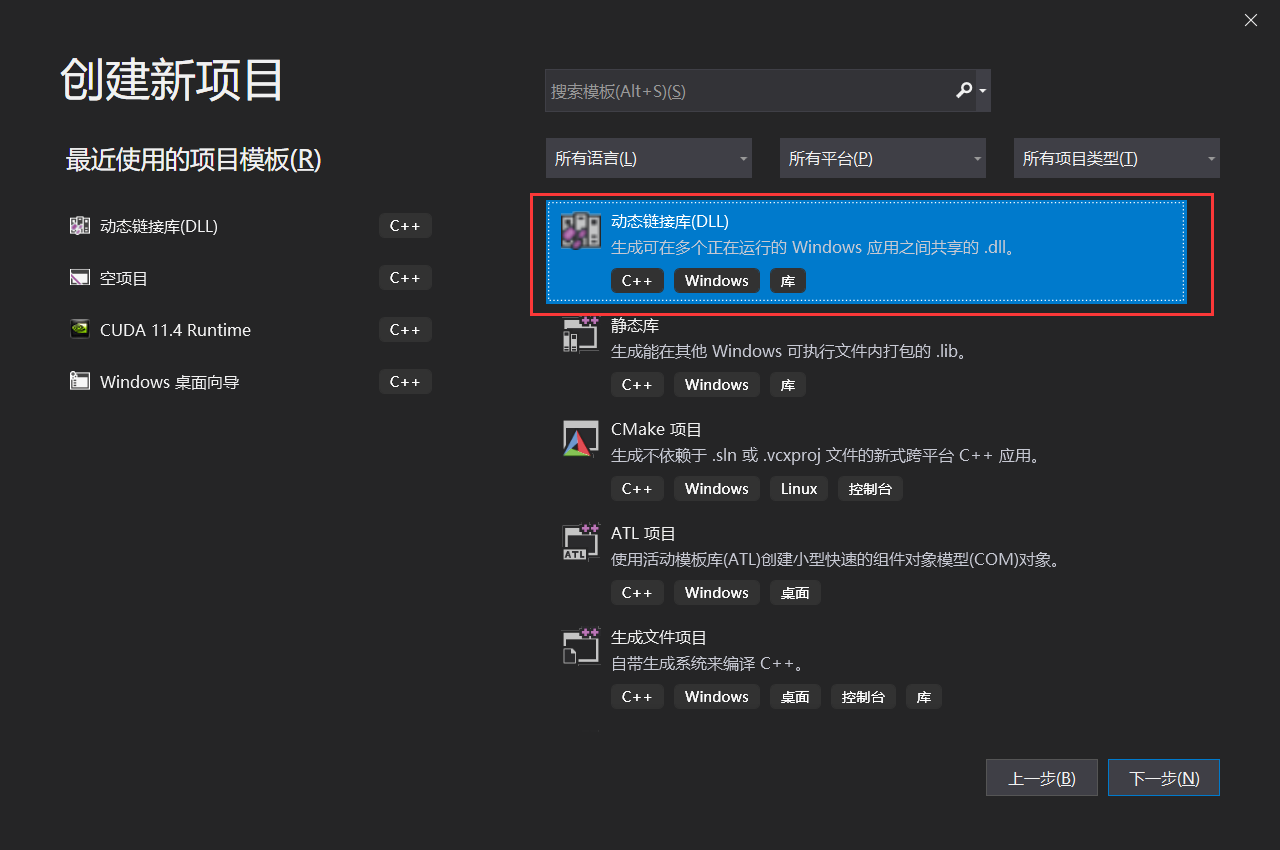 创建新项目
最近使用的项目模板(R)
动态链接库(DLL)
C++
空项目
C++
CUDA 11.4 Runtime
C++
Windows 桌面向导
C++
搜索模板(Alt+S)(S)
所有语言(L)
所有平台(P)
所有项目类型(T)
动态链接库(DLL)
生成可在多个正在运行的 Windows 应用之间共享的 .dll。
C++ Windows 库
静态库
生成能在其他 Windows 可执行文件内打包的 .lib。
C++ Windows 库
CMake 项目
生成不依赖于 .sln 或 .vcxproj 文件的新式跨平台 C++ 应用。
C++ Windows Linux 控制台
ATL
ATL 项目
使用活动模板库(ATL)创建小型快速的组件对象模型(COM)对象。
C++ Windows 桌面
生成文件项目
自带生成系统来编译 C++。
C++ Windows 桌面 控制台 库
上一步(B)
下一步(N)